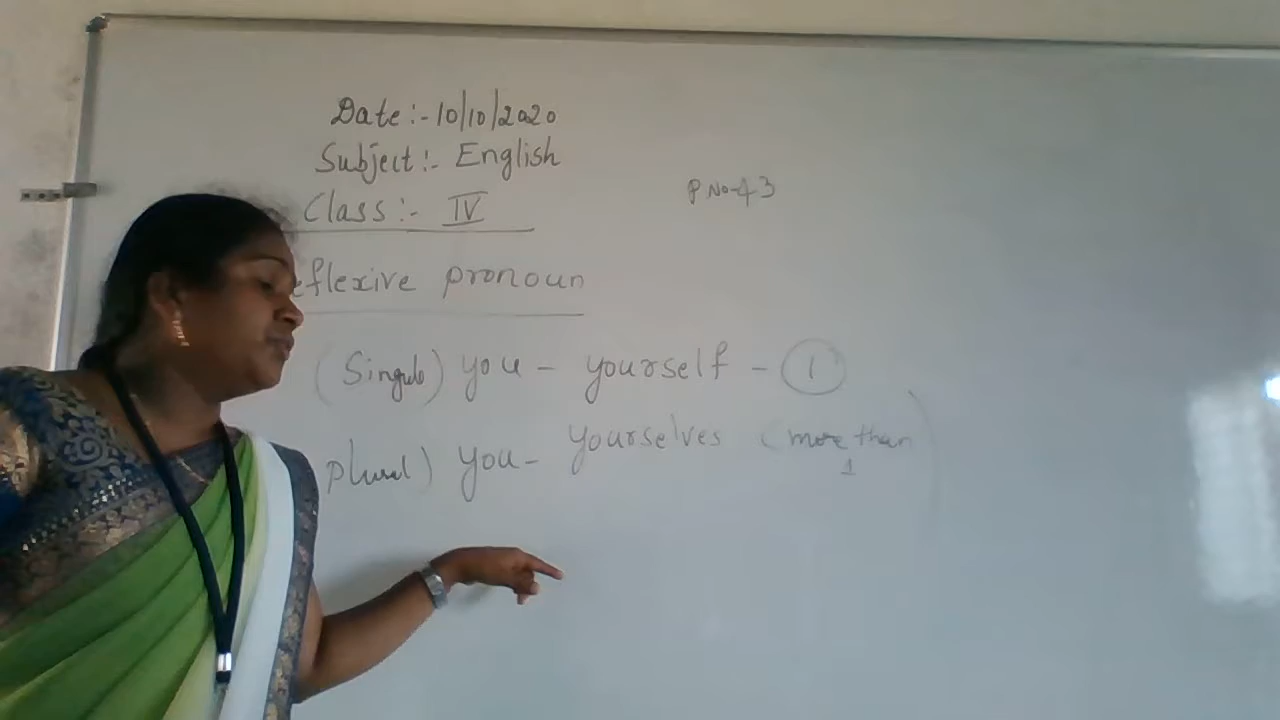 Date :- 10/10/2020
Subject :- English
Class :- IV
P No-43
eflexive pronoun
(Singulo) you - yourself - 1
plural) you - yourselves (more than
1
)